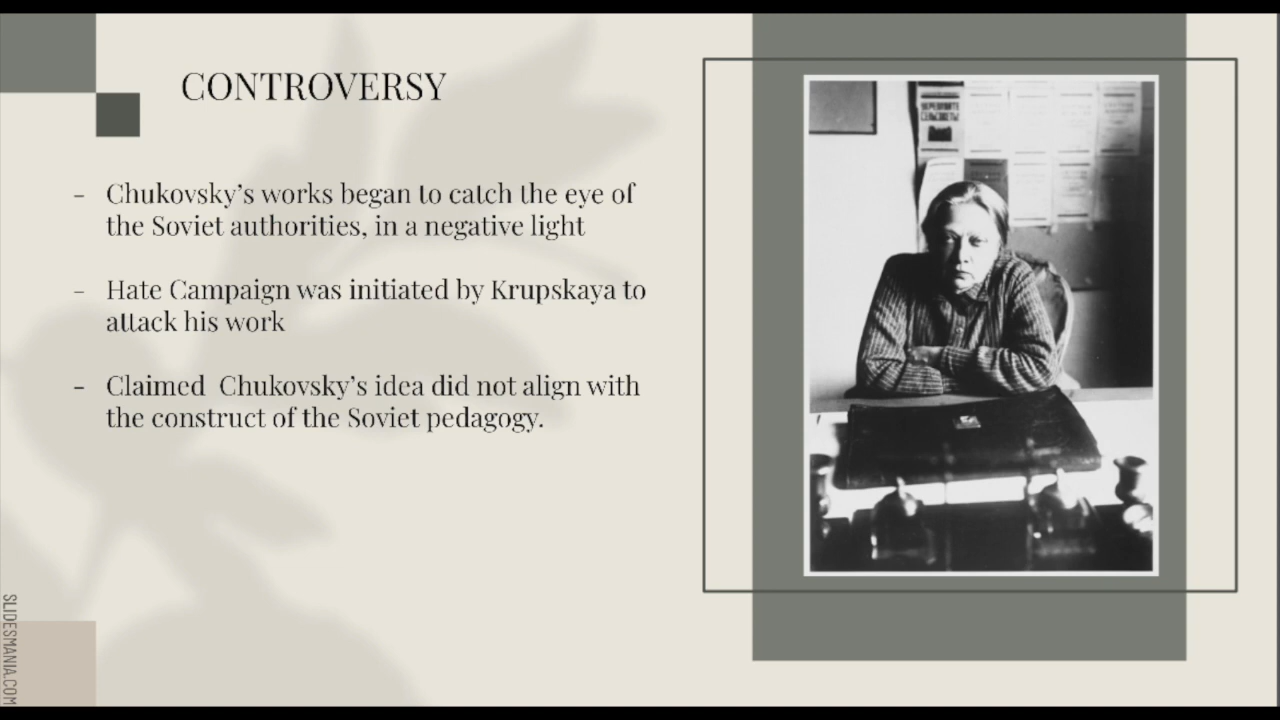 CONTROVERSY
- Chukovsky's works began to catch the eye of
the Soviet authorities, in a negative light
- Hate Campaign was initiated by Krupskaya to
attack his work
- Claimed Chukovsky's idea did not align with
the construct of the Soviet pedagogy.
SLIDESMANIA.COM